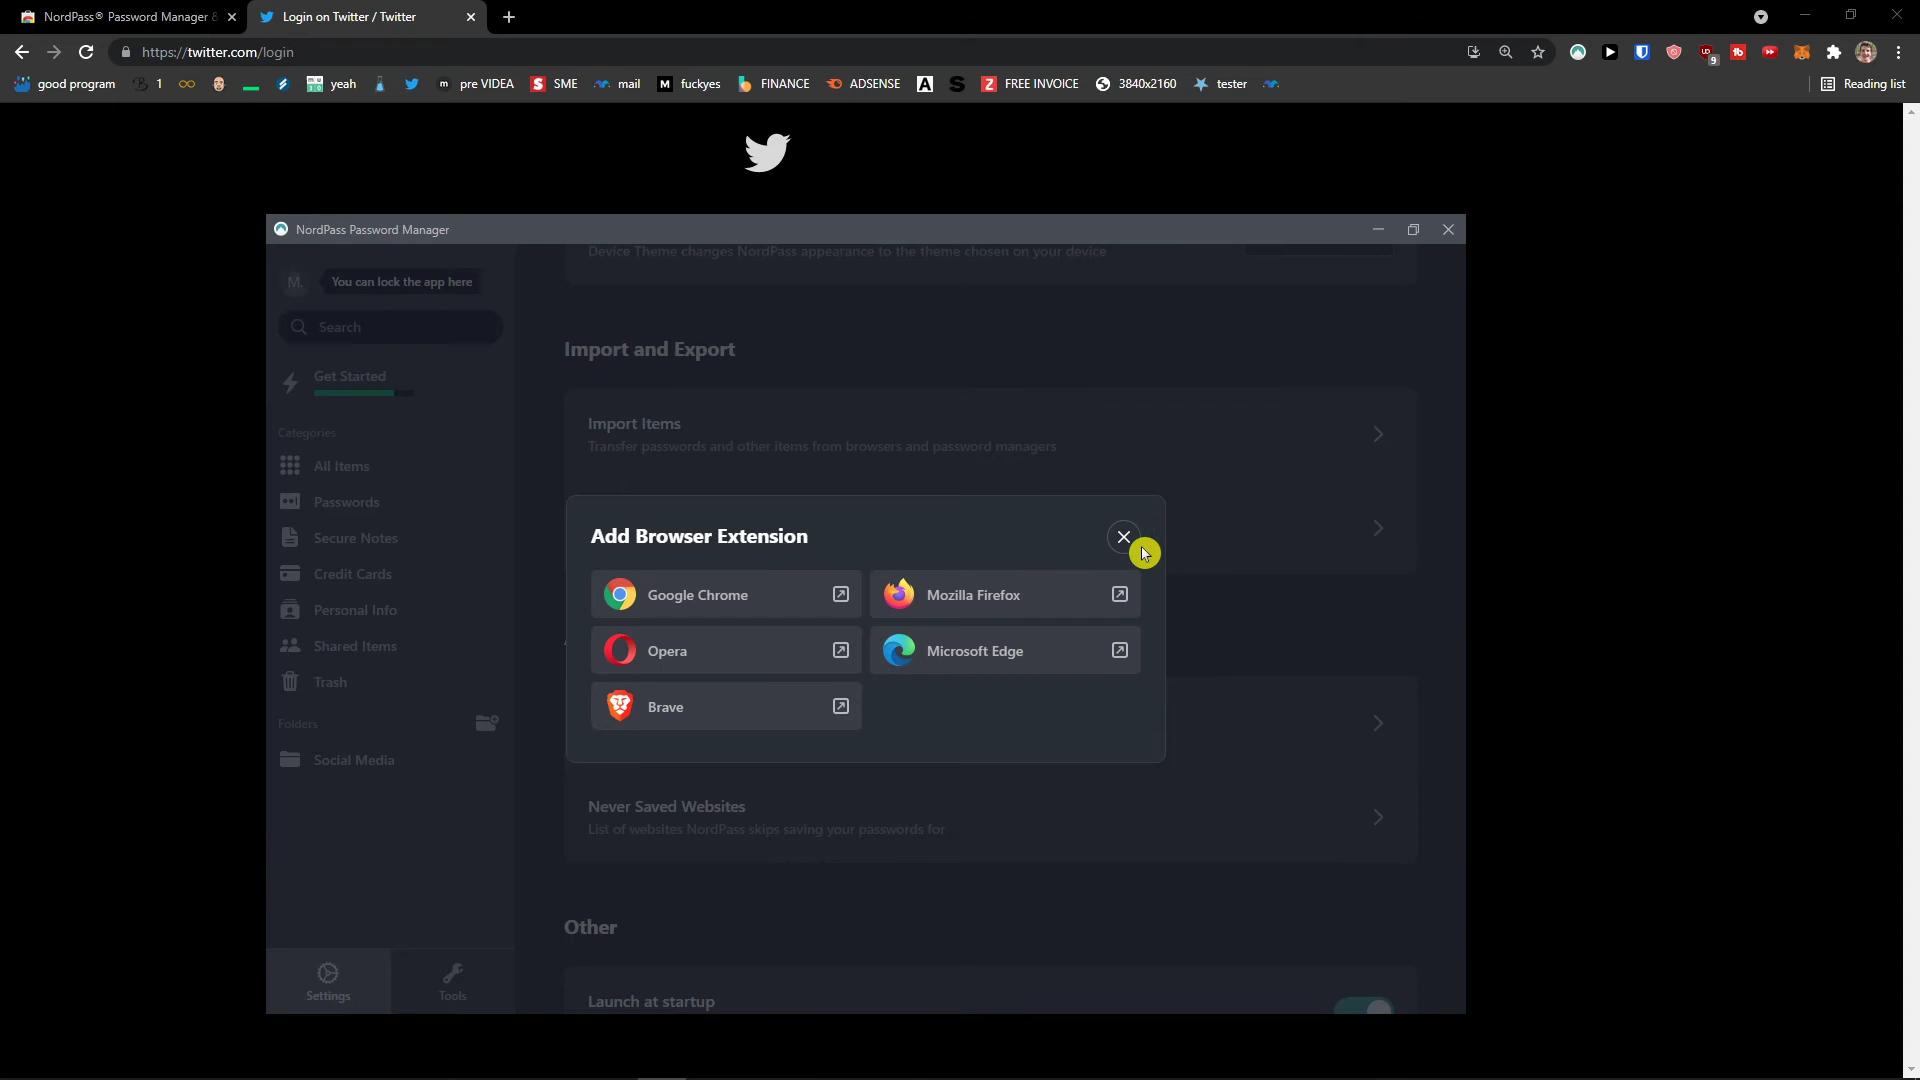 NordPass® Password Manager &
Login on Twitter / Twitter
https://twitter.com/login
9
good program
1
yeah
m
pre VIDEA
S
SME
mail
M
fuckyes
FINANCE
ADSENSE
A
S
Z
FREE INVOICE
3840x2160
tester
Reading list
NordPass Password Manager
Device Theme changes NordPass appearance to the theme chosen on your device
M.
You can lock the app here
Search
Import and Export
Get Started
Import Items
Transfer passwords and other items from browsers and password managers
Categories
All Items
Passwords
Secure Notes
Credit Cards
Personal Info
Shared Items
Trash
Folders
Social Media
Add Browser Extension
Google Chrome
Mozilla Firefox
Opera
Microsoft Edge
Brave
Never Saved Websites
List of websites NordPass skips saving your passwords for
Other
Launch at startup
Settings
Tools